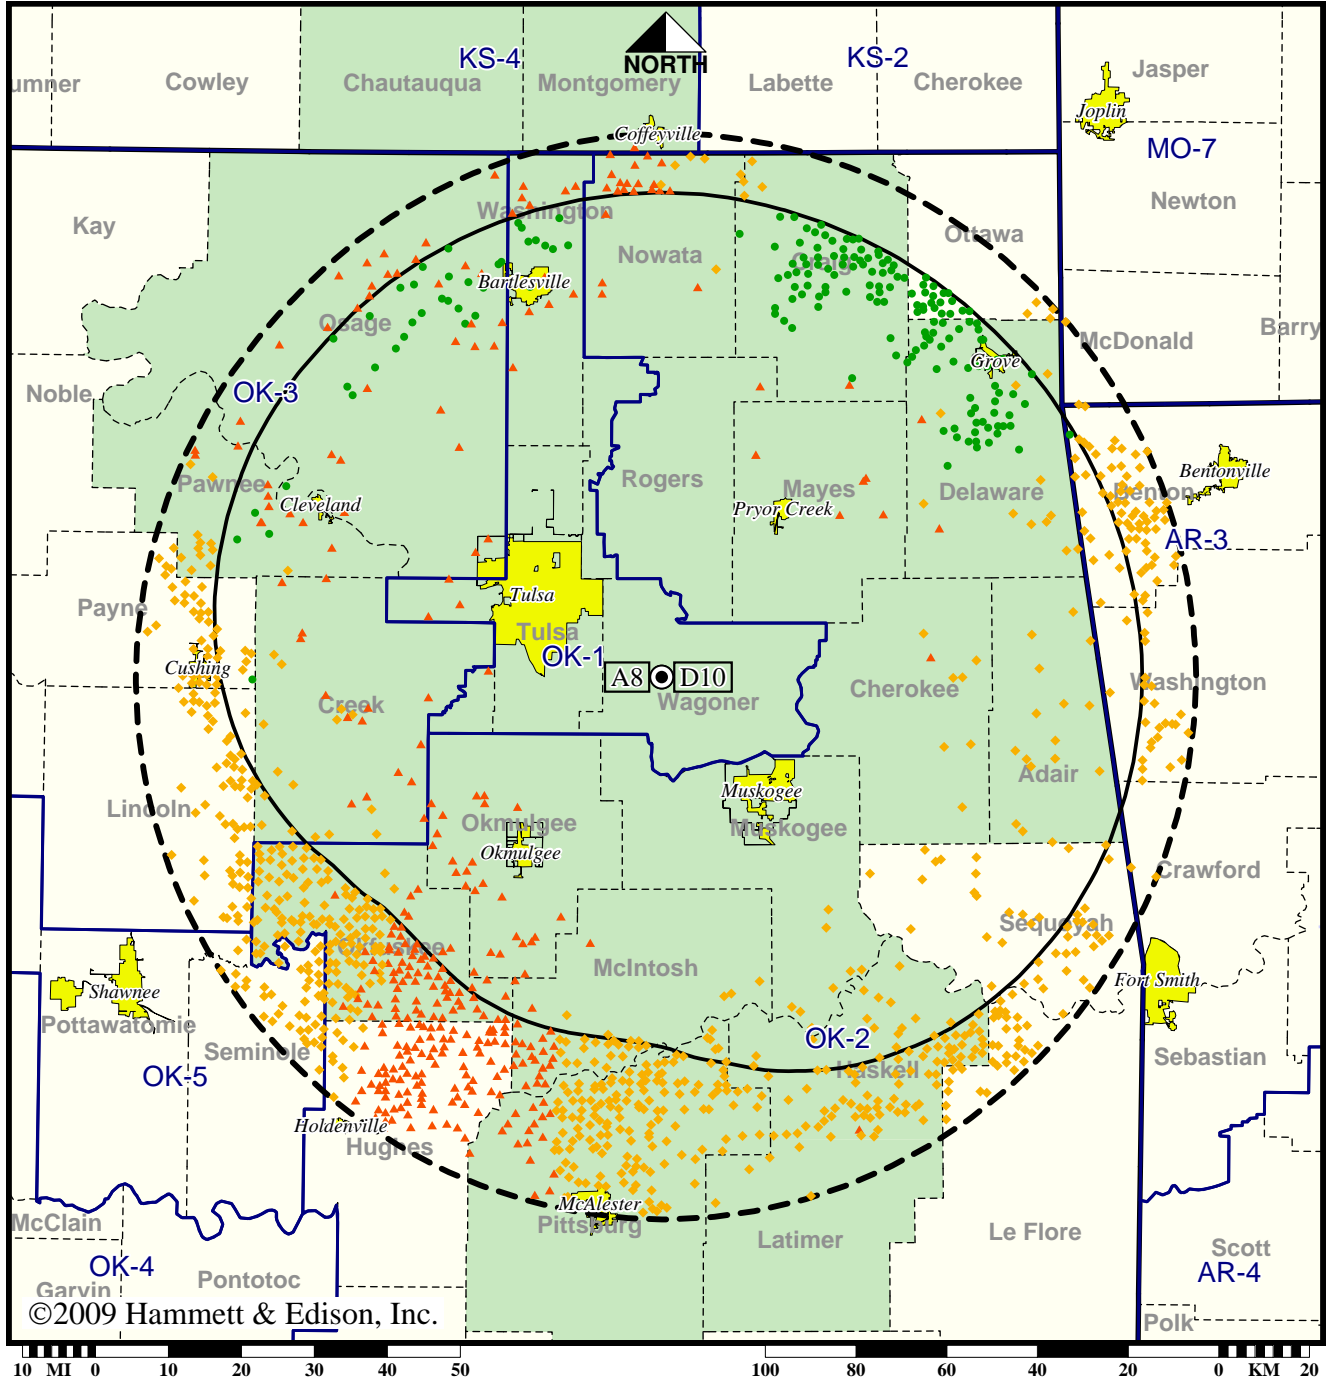 KS-4
KS-2
NORTH
umner
Cowley
Chautauqua
Montgomery
Labette
Cherokee
Jasper
Joplin
Coffeyville
MO-7
Newton
Kay
Washington
Nowata
Craig
Ottawa
Bartlesville
Osage
McDonald
Barry
Grove
Noble
OK-3
Pawnee
Cleveland
Rogers
Mayes
Pryor Creek
Delaware
Bentonville
Benton
AR-3
Payne
Tulsa
Tulsa
OK-1
Cushing
A8
D10
Creek
Wagoner
Cherokee
Washington
Adair
Lincoln
Okmulgee
Okmulgee
Muskogee
Muskogee
Crawford
Okfuskee
McIntosh
Sequoyah
Shawnee
Fort Smith
Pottawatomie
Seminole
OK-2
Haskell
Sebastian
OK-5
Holdenville
Hughes
McAlester
Pittsburg
Latimer
Le Flore
McClain
OK-4
Garvin
Pontotoc
Scott
AR-4
Polk
©2009 Hammett & Edison, Inc.
10 MI 0 10 20 30 40 50 100 80 60 40 20 0 KM 20